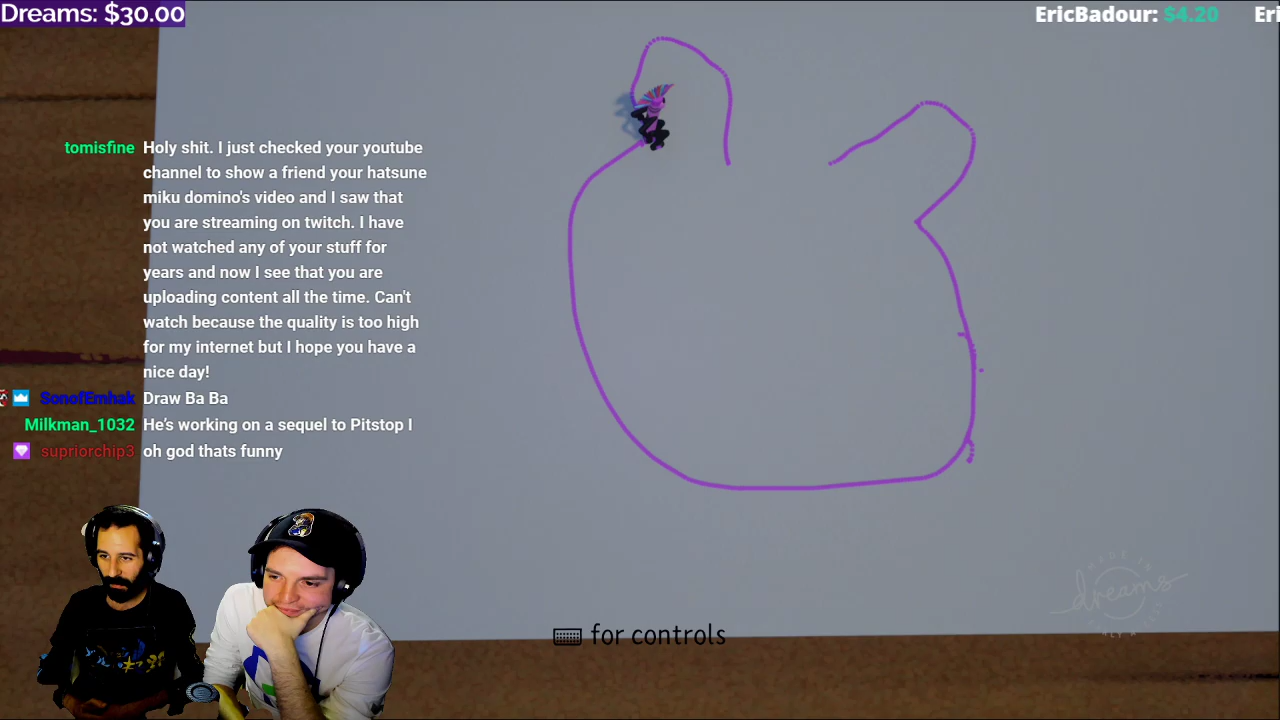 Dreams: $30.00
EricBadour: $4.20 Eri
tomisfine Holy shit. I just checked your youtube
channel to show a friend your hatsune
miku domino's video and I saw that
you are streaming on twitch. I have
not watched any of your stuff for
years and now I see that you are
uploading content all the time. Can't
watch because the quality is too high
for my internet but I hope you have a
nice day!
SonofEmhak Draw Ba Ba
Milkman_1032 He's working on a sequel to Pitstop I
supriorchip3 oh god thats funny
dreams
for controls